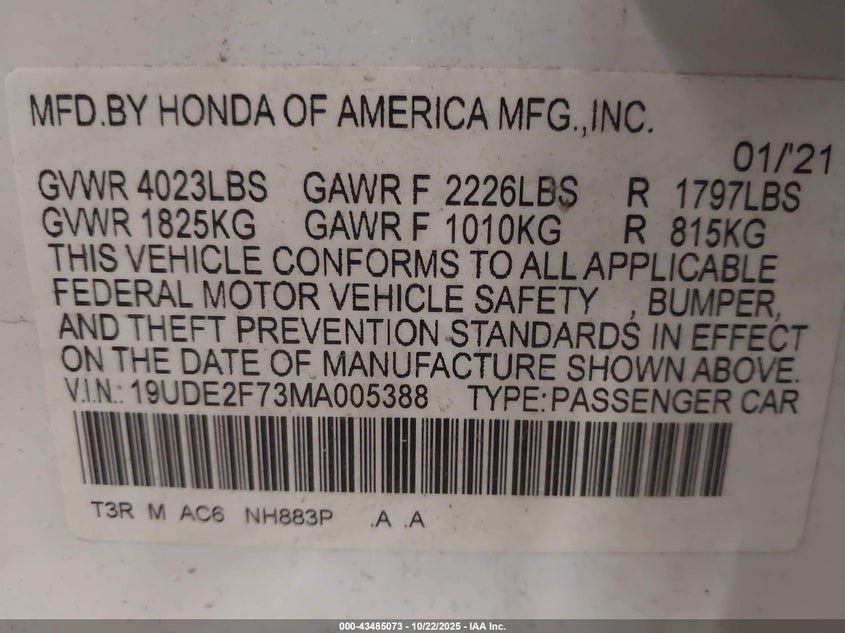 MFD.BY HONDA OF AMERICA MFG.,INC.
01/'21
GVWR 4023LBS GAWR F 2226LBS R 1797LBS
GVWR 1825KG GAWR F 1010KG R 815KG
THIS VEHICLE CONFORMS TO ALL APPLICABLE
FEDERAL MOTOR VEHICLE SAFETY , BUMPER,
AND THEFT PREVENTION STANDARDS IN EFFECT
ON THE DATE OF MANUFACTURE SHOWN ABOVE.
V.I.N.: 19UDE2F73MA005388 TYPE:PASSENGER CAR
T3R M AC6 NH883P .A .A
000-43485073 | 10/22/2025 - IAA Inc.